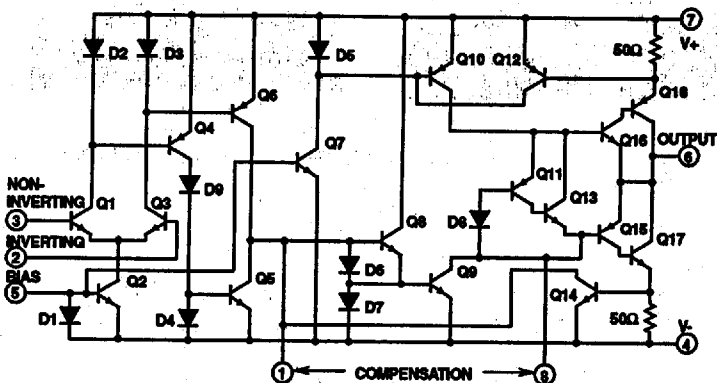 7
V+
50Ω
D2
D3
D5
Q10
Q12
Q6
Q18
Q4
Q7
Q16
OUTPUT
6
NON-
INVERTING
3
Q1
Q3
D9
Q11
Q13
INVERTING
2
D8
Q8
Q15
Q17
BIAS
5
Q2
Q5
D6
Q9
Q14
D1
D4
D7
50Ω
V-
4
1
COMPENSATION
8